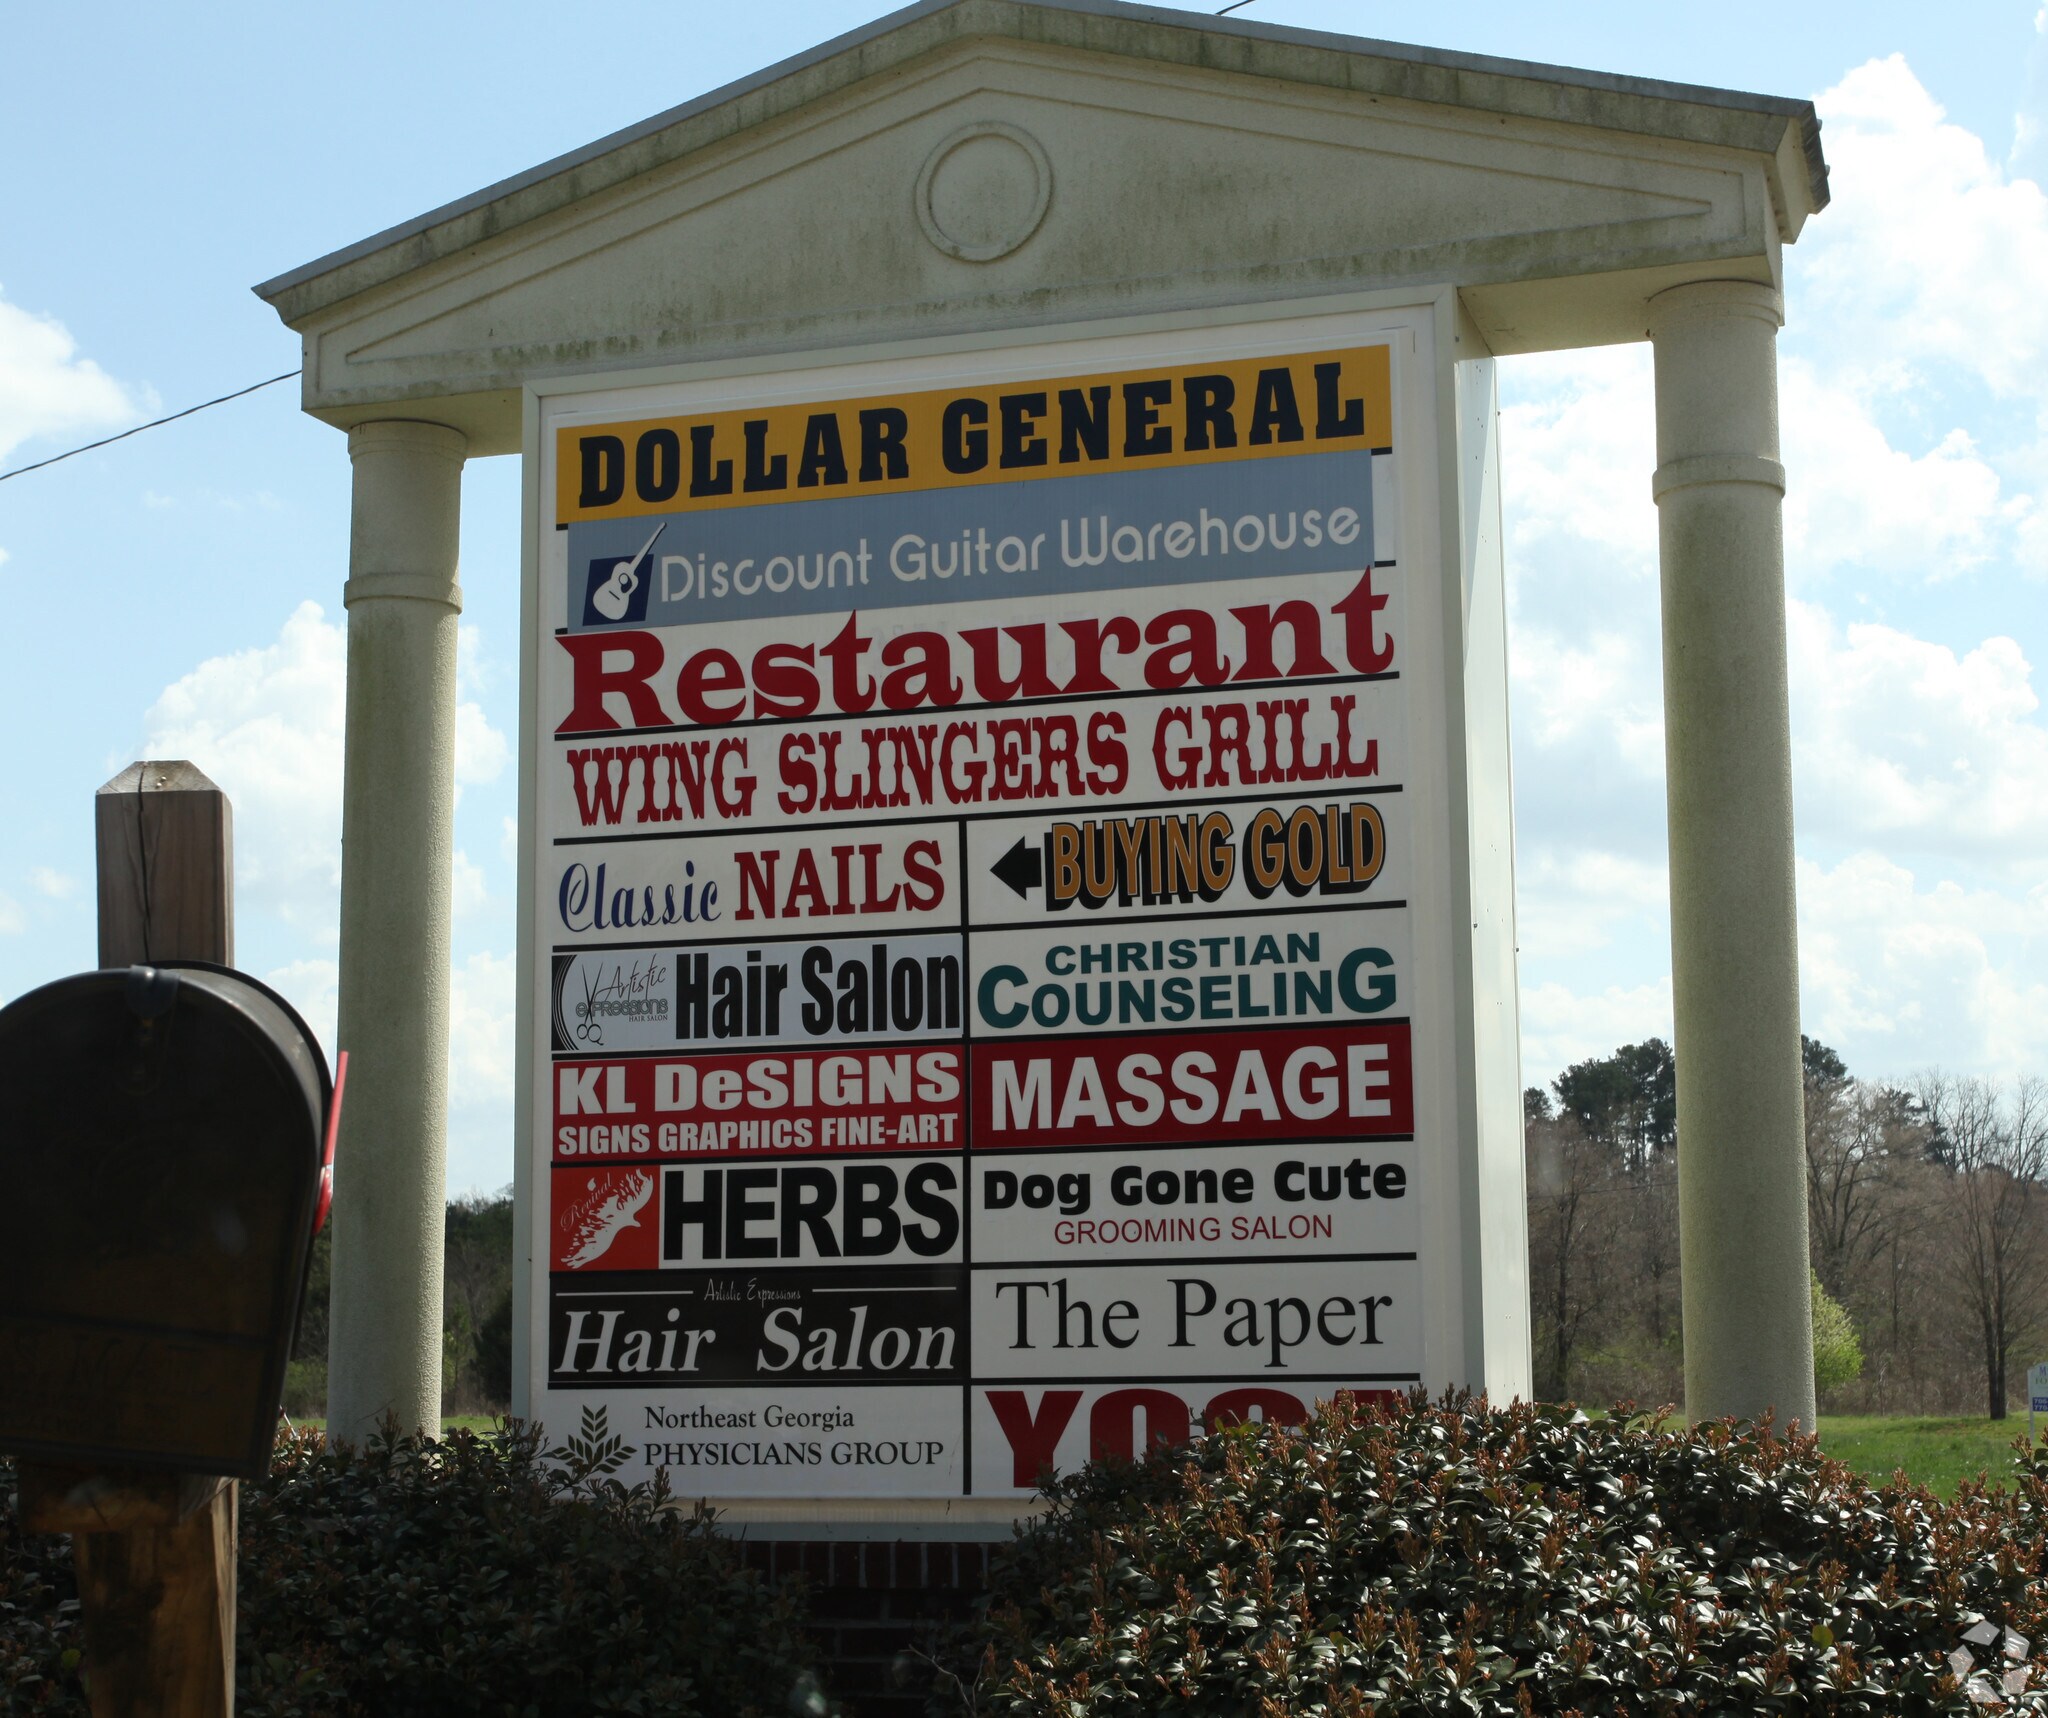 DOLLAR GENERAL
Discount Guitar Warehouse
Restaurant
WING SLINGERS GRILL
Classic NAILS
BUYING GOLD
Artistic
EXPRESSIONS
HAIR SALON
Hair Salon
CHRISTIAN
COUNSELING
KL DeSIGNS
SIGNS GRAPHICS FINE-ART
MASSAGE
Revival
HERBS
Dog Gone Cute
GROOMING SALON
Artistic Expressions
Hair Salon
The Paper
Northeast Georgia
PHYSICIANS GROUP